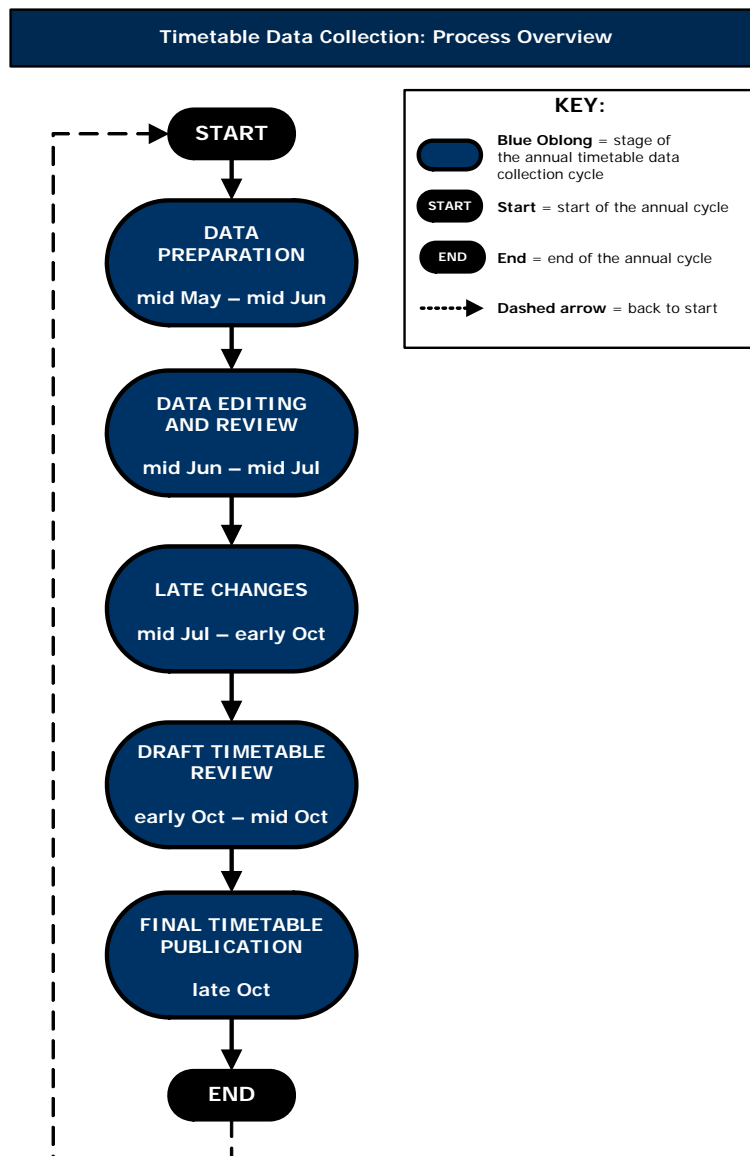 Timetable Data Collection: Process Overview
START
DATA
PREPARATION
mid May – mid Jun
DATA EDITING
AND REVIEW
mid Jun – mid Jul
LATE CHANGES
mid Jul – early Oct
DRAFT TIMETABLE
REVIEW
early Oct – mid Oct
FINAL TIMETABLE
PUBLICATION
late Oct
END
KEY:
Blue Oblong = stage of
the annual timetable data
collection cycle
START
Start = start of the annual cycle
END
End = end of the annual cycle
Dashed arrow = back to start